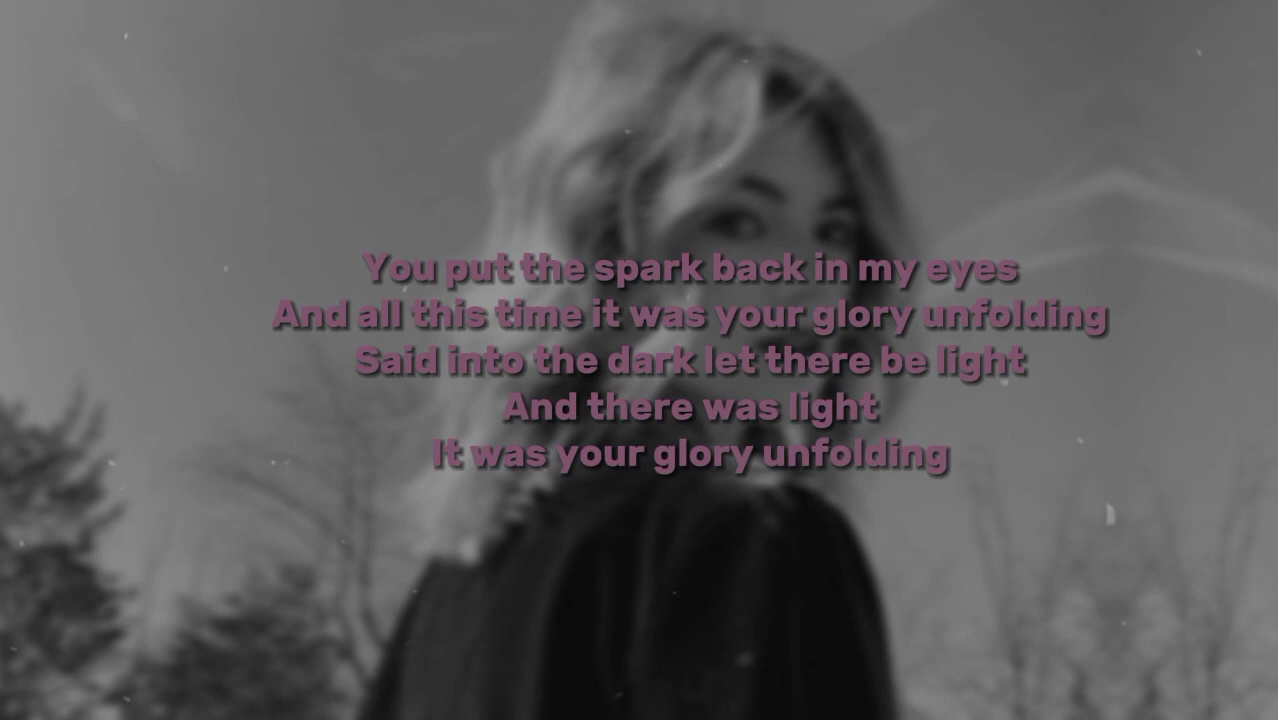 You put the spark back in my eyes
And all this time it was your glory unfolding
Said into the dark let there be light
And there was light
It was your glory unfolding